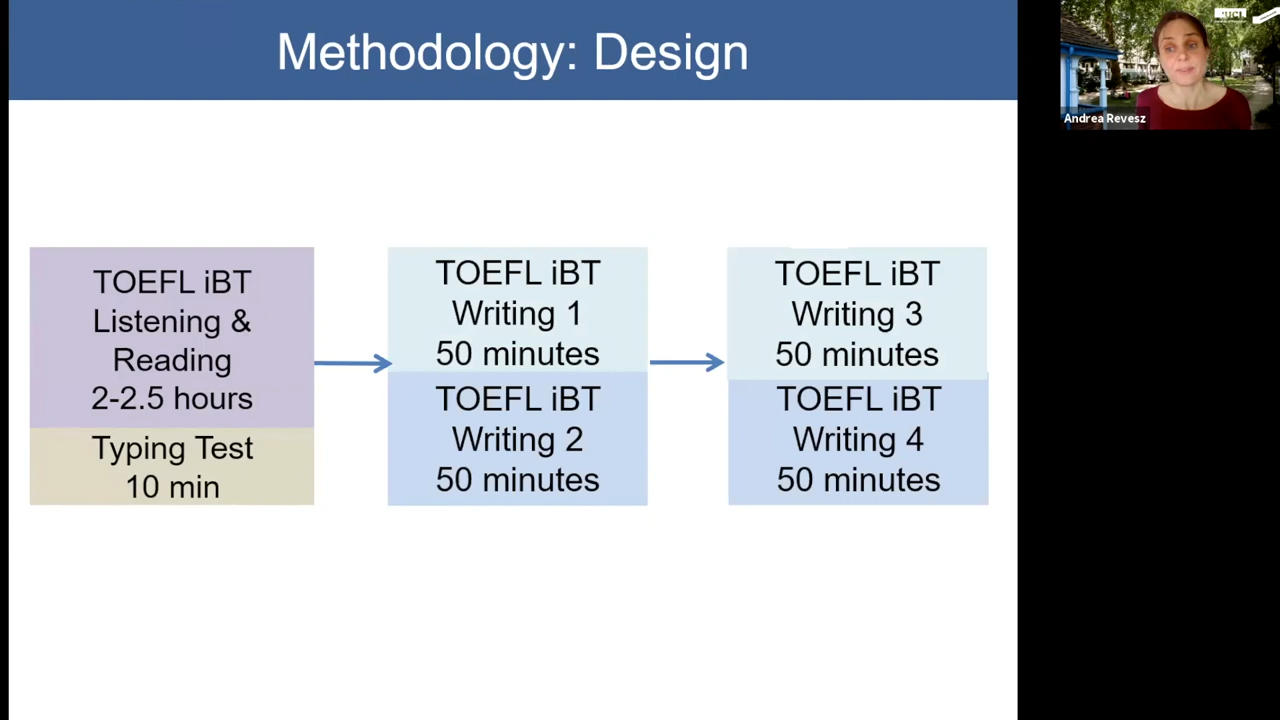 Methodology: Design
TOEFL iBT
Listening &
Reading
2-2.5 hours
Typing Test
10 min
TOEFL iBT
Writing 1
50 minutes
TOEFL iBT
Writing 2
50 minutes
TOEFL iBT
Writing 3
50 minutes
TOEFL iBT
Writing 4
50 minutes
Andrea Revesz